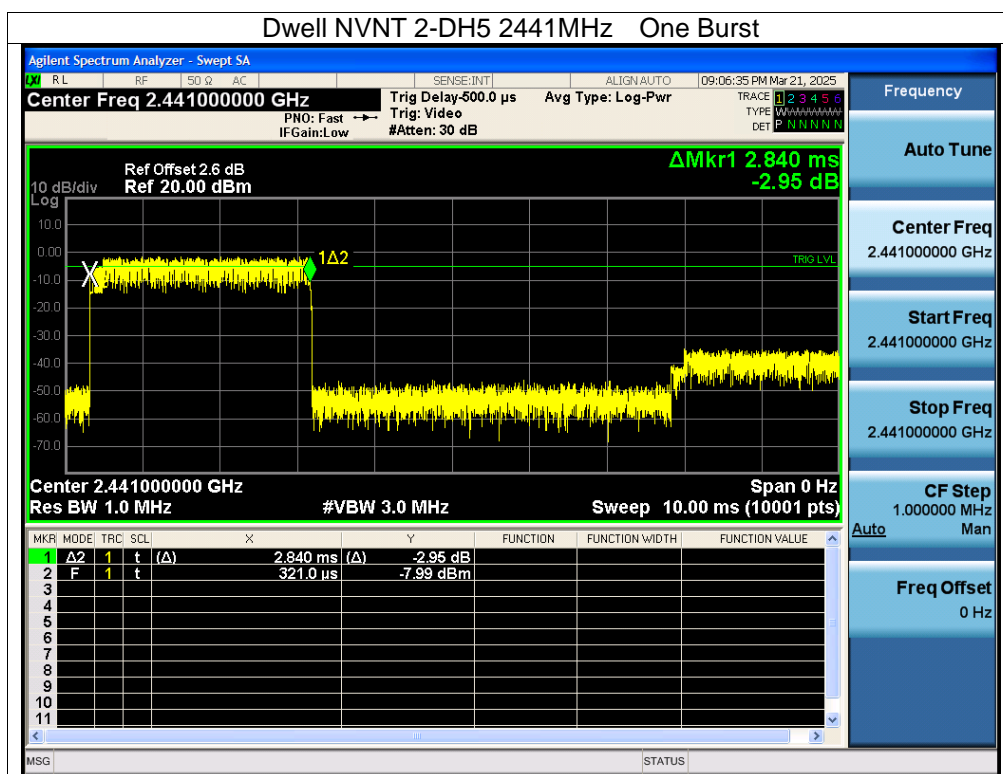 Dwell NVNT 2-DH5 2441MHz One Burst
Agilent Spectrum Analyzer - Swept SA
LXI RL RF 50 Ω AC SENSE:INT ALIGN AUTO 09:06:35 PM Mar 21, 2025
Center Freq 2.441000000 GHz
PNO: Fast
IFGain:Low
Trig Delay-500.0 µs
Trig: Video
#Atten: 30 dB
Avg Type: Log-Pwr
TRACE 1 2 3 4 5 6
TYPE WWWWWW
DET P N N N N N
ΔMkr1 2.840 ms
-2.95 dB
Ref Offset 2.6 dB
10 dB/div Ref 20.00 dBm
Log
10.0
0.00
-10.0
-20.0
-30.0
-40.0
-50.0
-60.0
-70.0
X
1Δ2
TRIG LVL
Center 2.441000000 GHz Span 0 Hz
Res BW 1.0 MHz #VBW 3.0 MHz Sweep 10.00 ms (10001 pts)
MKR MODE TRC SCL X Y FUNCTION FUNCTION WIDTH FUNCTION VALUE
1 Δ2 1 t (Δ) 2.840 ms (Δ) -2.95 dB
2 F 1 t 321.0 µs -7.99 dBm
3
4
5
6
7
8
9
10
11
MSG STATUS
Frequency
Auto Tune
Center Freq
2.441000000 GHz
Start Freq
2.441000000 GHz
Stop Freq
2.441000000 GHz
CF Step
1.000000 MHz
Auto Man
Freq Offset
0 Hz